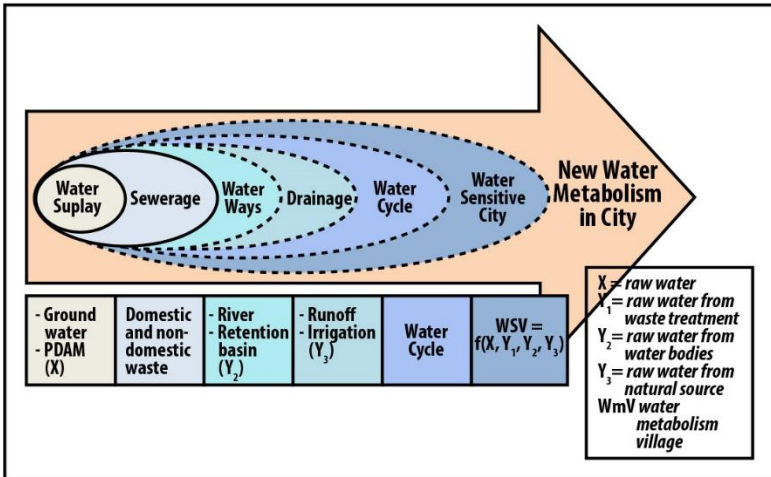 Water
Suplay
Sewerage
Water
Ways
Drainage
Water
Cycle
Water
Sensitive
City
New Water
Metabolism
in City
- Ground
water
- PDAM
(X)
Domestic
and non-
domestic
waste
- River
- Retention
basin
(Y₂)
- Runoff
- Irrigation
(Y₃)
Water
Cycle
WSV =
f(X, Y₁, Y₂, Y₃)
X = raw water
Y₁ = raw water from
waste treatment
Y₂ = raw water from
water bodies
Y₃ = raw water from
natural source
WmV water
metabolism
village